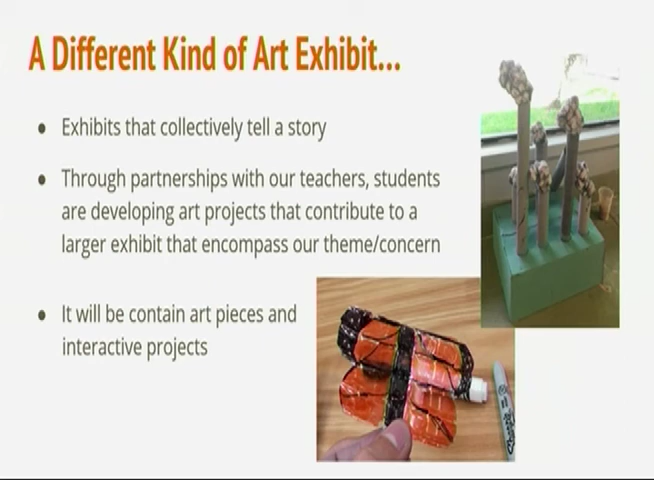 A Different Kind of Art Exhibit...
● Exhibits that collectively tell a story
● Through partnerships with our teachers, students
are developing art projects that contribute to a
larger exhibit that encompass our theme/concern
● It will be contain art pieces and
interactive projects